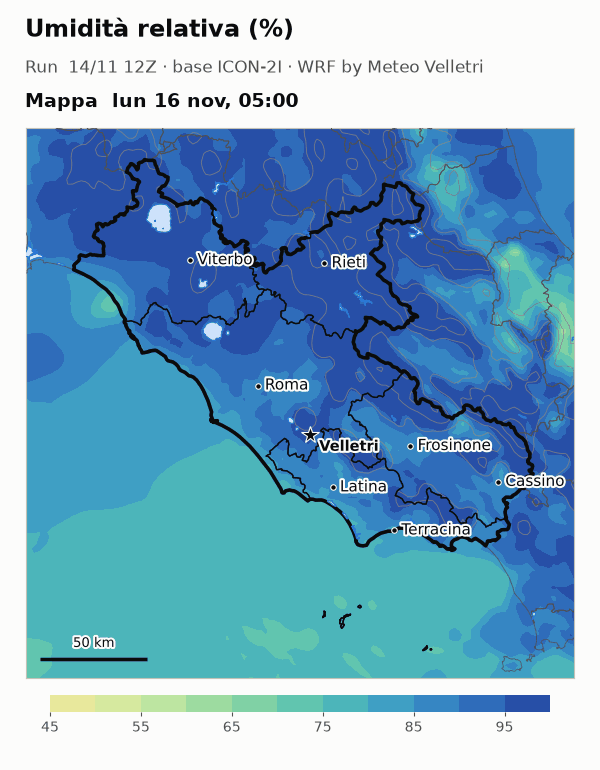 Umidità relativa (%)
Run 14/11 12Z · base ICON-2I · WRF by Meteo Velletri
Mappa lun 16 nov, 05:00
Viterbo
Rieti
Roma
Velletri
Frosinone
Cassino
Latina
Terracina
50 km
45 55 65 75 85 95